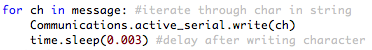 for ch in message: #iterate through char in string
Communications.active_serial.write(ch)
time.sleep(0.003) #delay after writing character